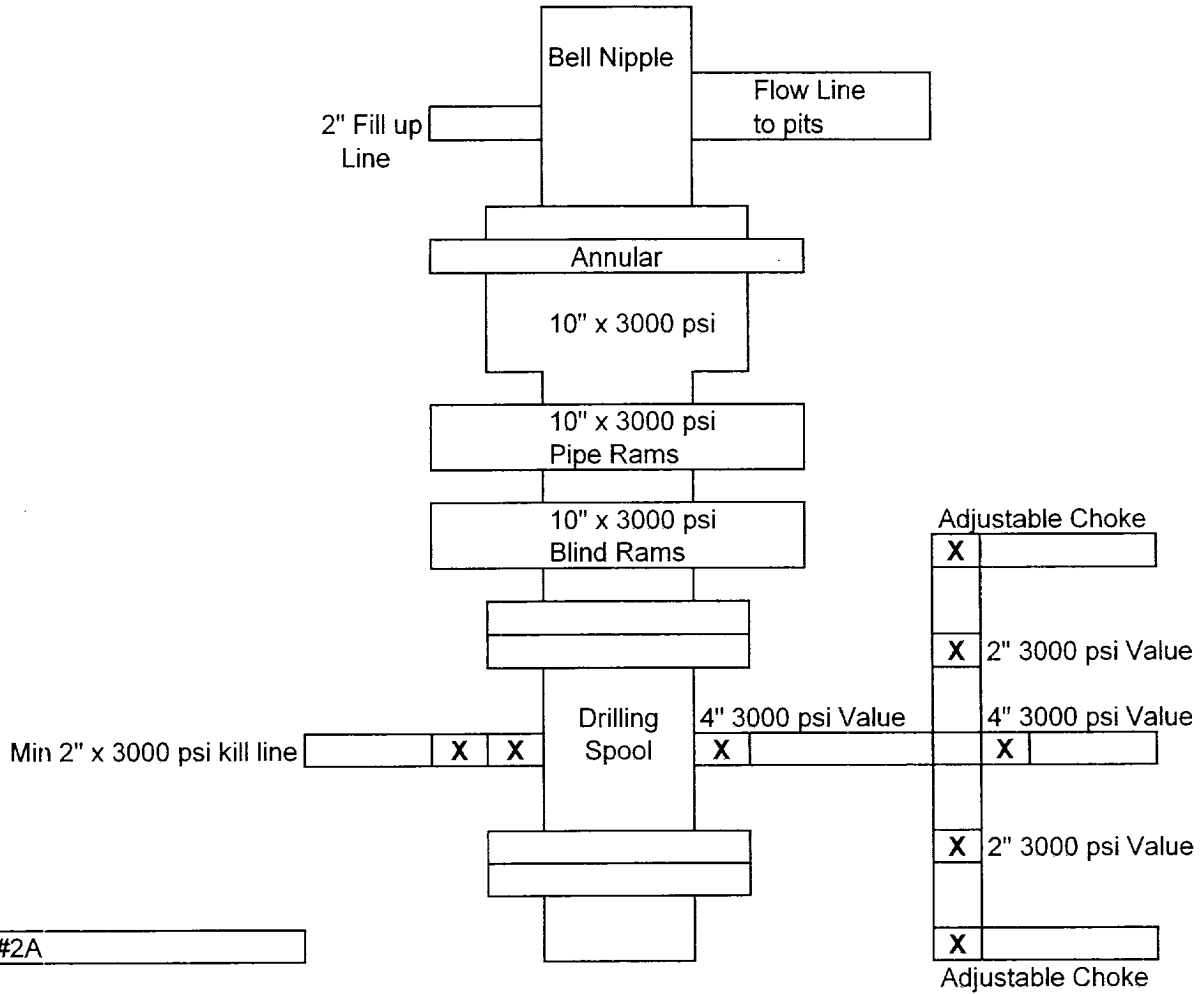 Bell Nipple
Flow Line
to pits
2" Fill up
Line
Annular
10" x 3000 psi
10" x 3000 psi
Pipe Rams
10" x 3000 psi
Blind Rams
Adjustable Choke
X
X 2" 3000 psi Value
Drilling
Spool
4" 3000 psi Value
4" 3000 psi Value
Min 2" x 3000 psi kill line
X X
X
X
X 2" 3000 psi Value
#2A
X
Adjustable Choke